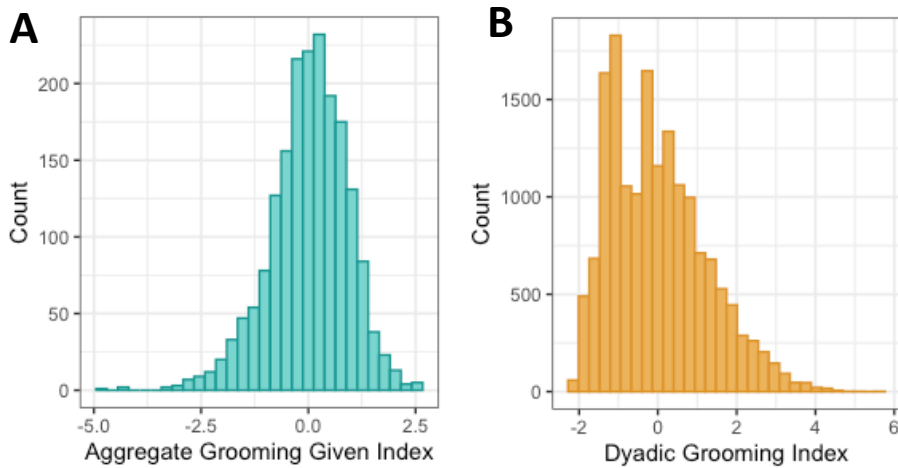 A
Count
200
150
100
50
0
-5.0 -2.5 0.0 2.5
Aggregate Grooming Given Index
B
Count
1500
1000
500
0
-2 0 2 4 6
Dyadic Grooming Index